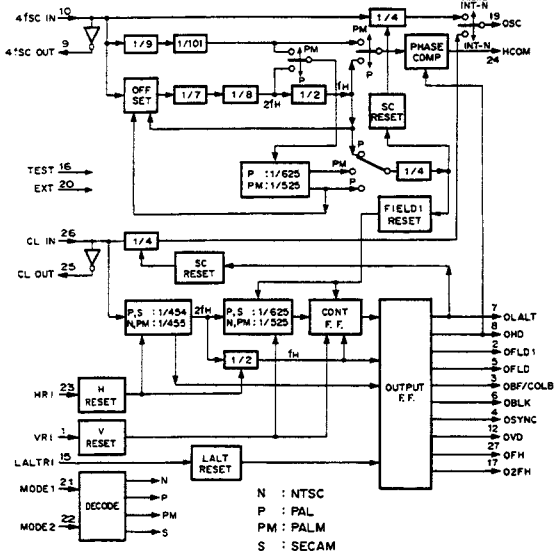 4fSC IN 10
1/4
INT-N
19 OSC
4fSC OUT 9
1/9
1/101
PM
P
PM
P
PHASE COMP
INT-N
HCOM
24
OFF SET
1/7
1/8
2fH
1/2
fH
SC RESET
TEST 16
EXT 20
P : 1/625
PM : 1/525
PM
P
P
1/4
FIELD1 RESET
CL IN 26
1/4
CL OUT 25
SC RESET
P,S : 1/454
N,PM : 1/455
2fH
P,S : 1/625
N,PM : 1/525
CONT F.F.
1/2
fH
OUTPUT F.F.
7 OLALT
8 OHD
2 OFLD1
5 OFLD
3 OBF/COLB
6 OBLK
4 OSYNC
12 OVD
27 OFH
17 O2FH
HRI 23
H RESET
VRI 1
V RESET
LALTRI 15
LALT RESET
MODE1 21
MODE2 22
DECODE
N
P
PM
S
N : NTSC
P : PAL
PM : PALM
S : SECAM